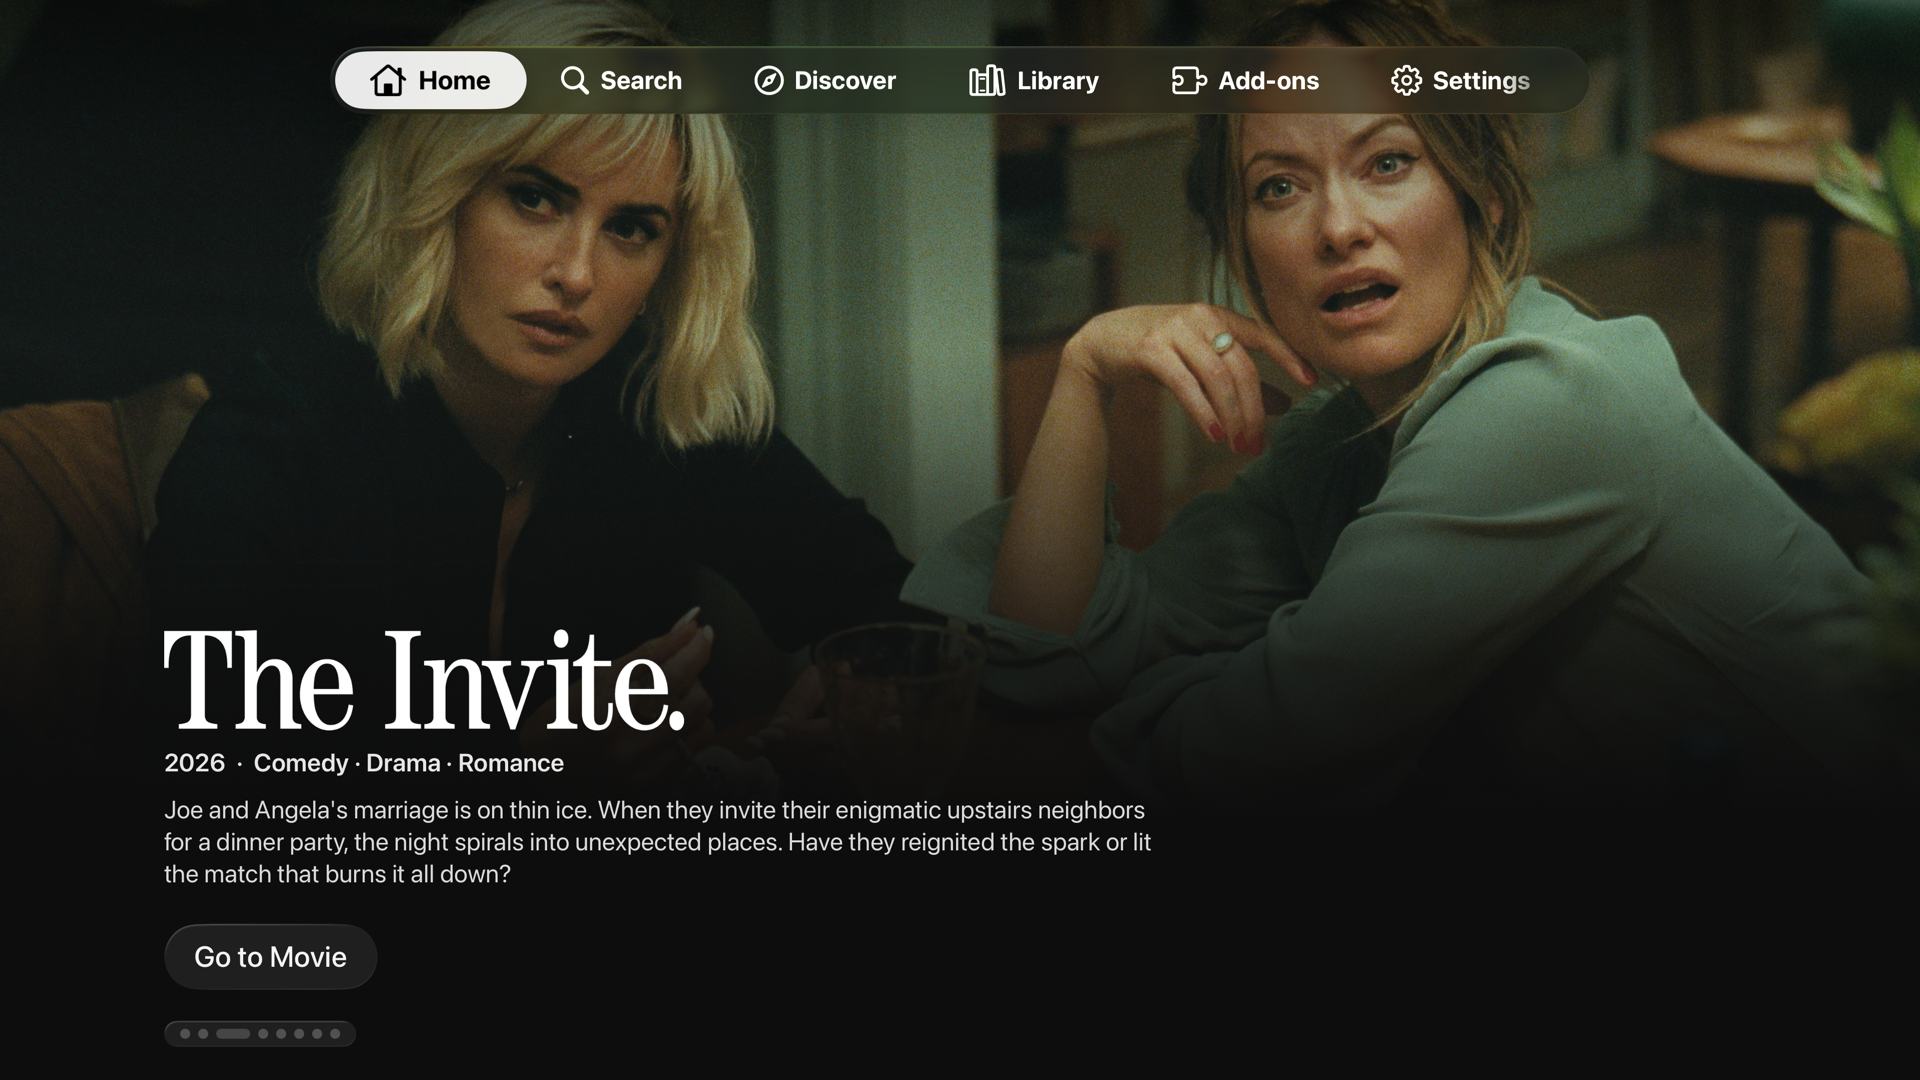 Home
Search
Discover
Library
Add-ons
Settings
The Invite.
2026 · Comedy · Drama · Romance
Joe and Angela's marriage is on thin ice. When they invite their enigmatic upstairs neighbors
for a dinner party, the night spirals into unexpected places. Have they reignited the spark or lit
the match that burns it all down?
Go to Movie